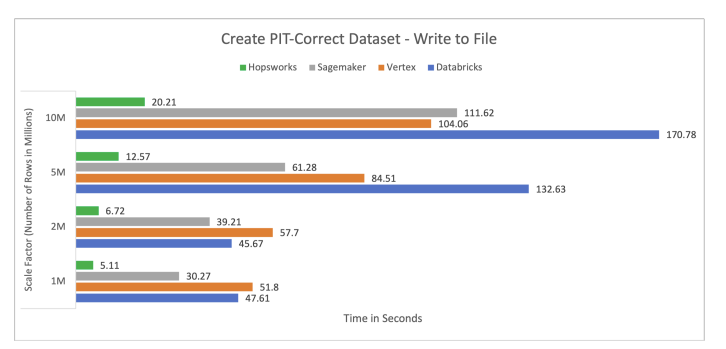 Create PIT-Correct Dataset - Write to File
Hopsworks Sagemaker Vertex Databricks
Scale Factor (Number of Rows in Millions)
10M
20.21
111.62
104.06
170.78
5M
12.57
61.28
84.51
132.63
2M
6.72
39.21
57.7
45.67
1M
5.11
30.27
51.8
47.61
Time in Seconds